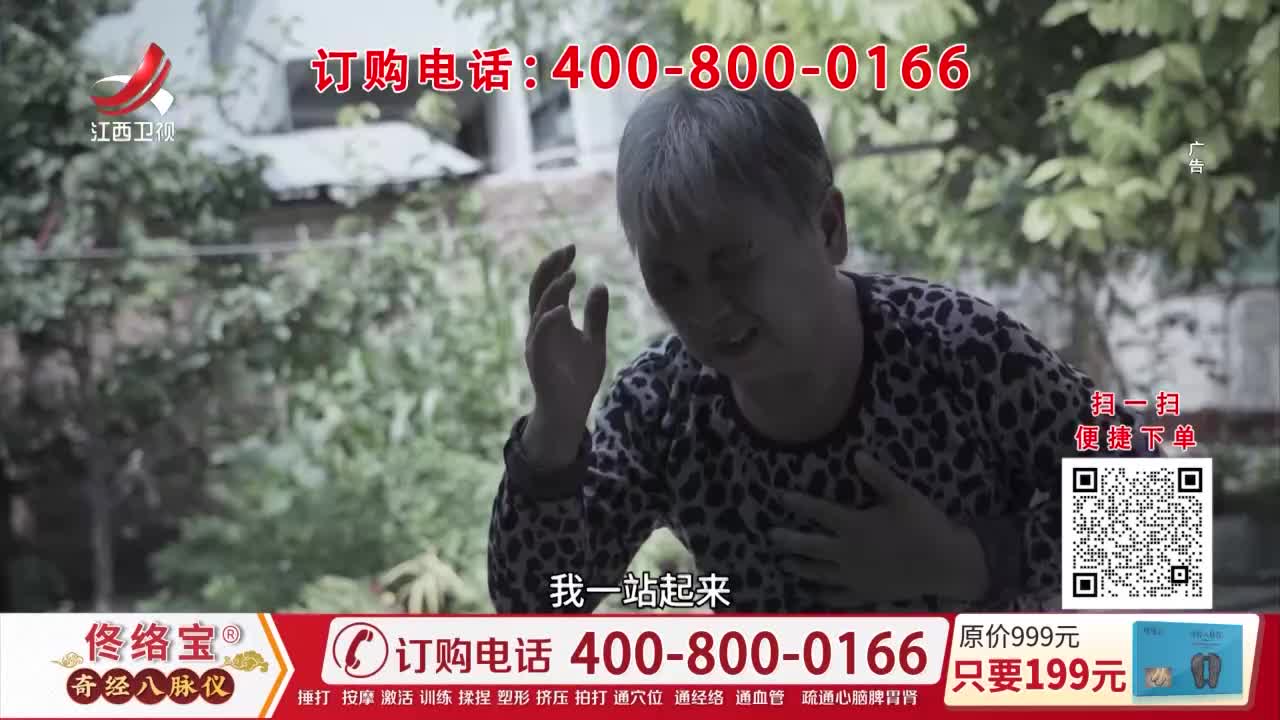 订购电话：400-800-0166
江西卫视
广告
扫一扫
便捷下单
我一站起来
佟络宝®
奇经八脉仪
订购电话 400-800-0166
捶打 按摩 激活 训练 揉捏 塑形 挤压 拍打 通穴位 通经络 通血管 疏通心脑脾胃肾
原价999元
只要199元